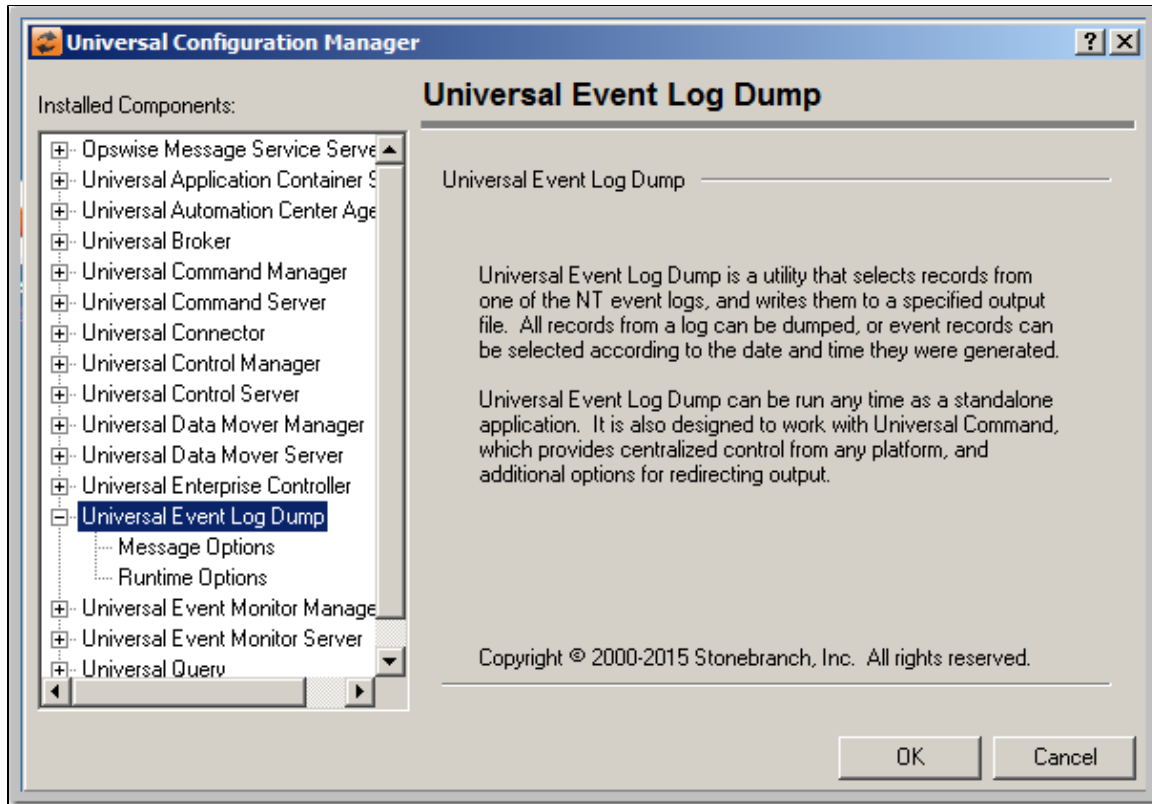 Universal Configuration Manager
Installed Components:
Opswise Message Service Serve
Universal Application Container S
Universal Automation Center Age
Universal Broker
Universal Command Manager
Universal Command Server
Universal Connector
Universal Control Manager
Universal Control Server
Universal Data Mover Manager
Universal Data Mover Server
Universal Enterprise Controller
Universal Event Log Dump
Message Options
Runtime Options
Universal Event Monitor Manage
Universal Event Monitor Server
Universal Query
Universal Event Log Dump
Universal Event Log Dump
Universal Event Log Dump is a utility that selects records from
one of the NT event logs, and writes them to a specified output
file. All records from a log can be dumped, or event records can
be selected according to the date and time they were generated.
Universal Event Log Dump can be run any time as a standalone
application. It is also designed to work with Universal Command,
which provides centralized control from any platform, and
additional options for redirecting output.
Copyright © 2000-2015 Stonebranch, Inc. All rights reserved.
OK Cancel